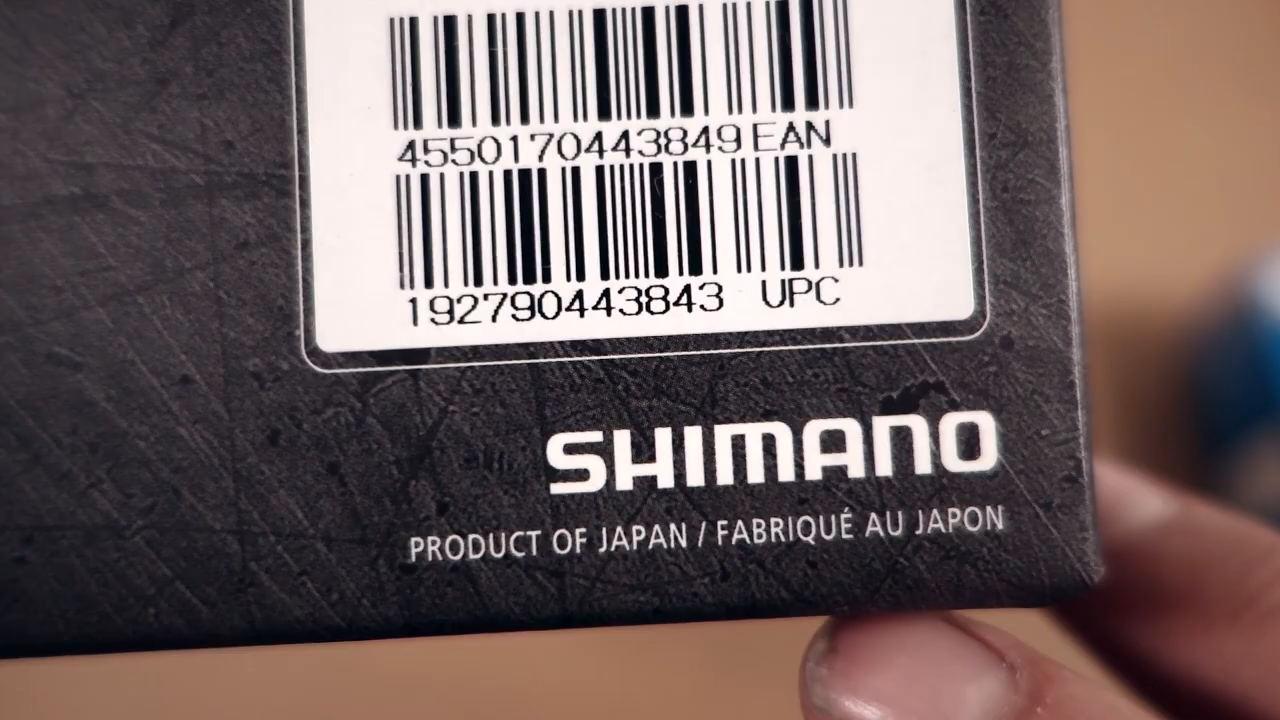 4550170443849 EAN
192790443843 UPC
SHIMANO
PRODUCT OF JAPAN / FABRIQUÉ AU JAPON